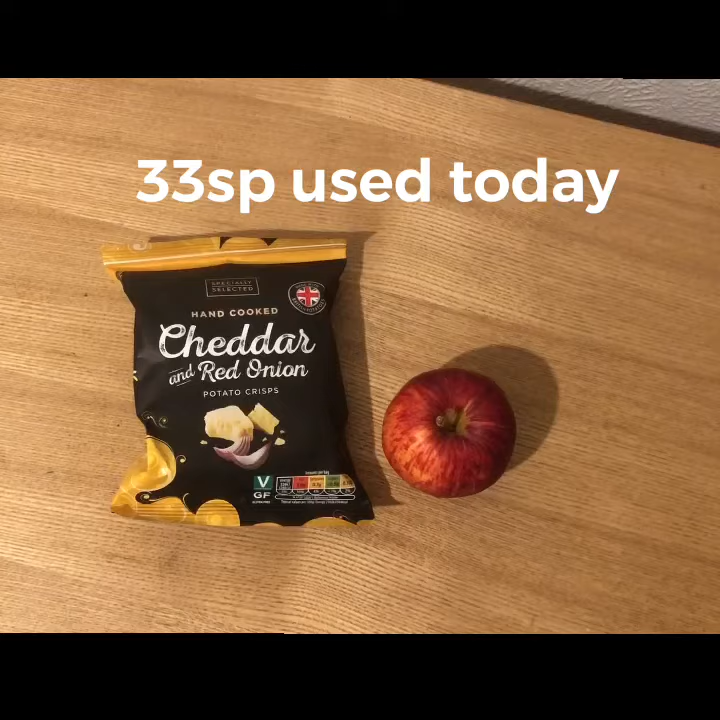 33sp used today
SPECIALLY
SELECTED
HAND COOKED
Cheddar
and Red Onion
POTATO CRISPS
V
GF